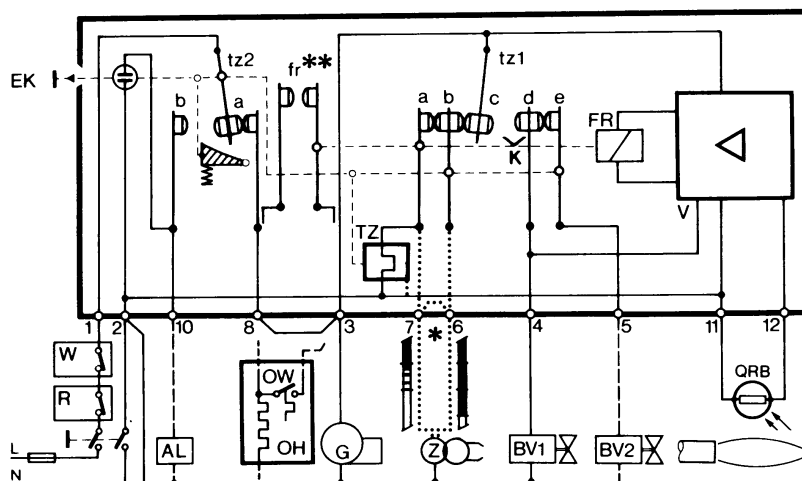 tz2
fr**
tz1
EK
b
a
a
b
c
d
e
FR
K
V
TZ
1
2
10
8
3
7
*
6
4
5
11
12
W
R
OW
OH
QRB
L
N
AL
G
Z
BV1
BV2